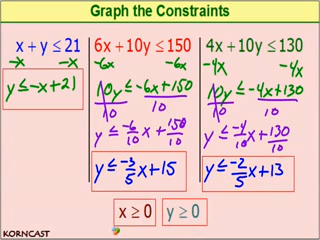 Graph the Constraints
x + y ≤ 21
-x -x
y ≤ -x + 21
6x + 10y ≤ 150
-6x -6x
10y ≤ -6x + 150
10 10
y ≤ -6/10 x + 150/10
y ≤ -3/5 x + 15
4x + 10y ≤ 130
-4x -4x
10y ≤ -4x + 130
10 10
y ≤ -4/10 x + 130/10
y ≤ -2/5 x + 13
x ≥ 0 y ≥ 0
KORNCAST